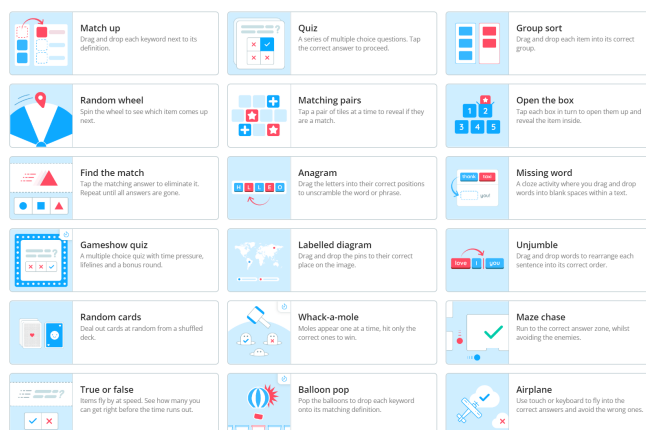 Match up
Drag and drop each keyword next to its
definition.
Quiz
A series of multiple choice questions. Tap
the correct answer to proceed.
Group sort
Drag and drop each item into its correct
group.
Random wheel
Spin the wheel to see which item comes up
next.
Matching pairs
Tap a pair of tiles at a time to reveal if they
are a match.
1 2
3 4 5
Open the box
Tap each box in turn to open them up and
reveal the item inside.
Find the match
Tap the matching answer to eliminate it.
Repeat until all answers are gone.
H L L E O
Anagram
Drag the letters into their correct positions
to unscramble the word or phrase.
thank
you!
Missing word
A cloze activity where you drag and drop
words into blank spaces within a text.
?
Gameshow quiz
A multiple choice quiz with time pressure,
lifelines and a bonus round.
Labelled diagram
Drag and drop the pins to their correct
place on the image.
love I you
Unjumble
Drag and drop words to rearrange each
sentence into its correct order.
Random cards
Deal out cards at random from a shuffled
deck.
Whack-a-mole
Moles appear one at a time, hit only the
correct ones to win.
Maze chase
Run to the correct answer zone, whilst
avoiding the enemies.
?
True or false
Items fly by at speed. See how many you
can get right before the time runs out.
Balloon pop
Pop the balloons to drop each keyword
onto its matching definition.
Airplane
Use touch or keyboard to fly into the
correct answers and avoid the wrong ones.